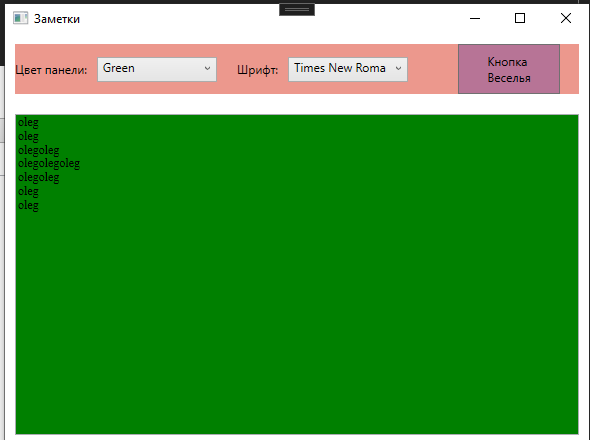 Заметки
Цвет панели: Green Шрифт: Times New Roma Кнопка
Веселья
oleg
oleg
olegoleg
olegolegoleg
olegoleg
oleg
oleg